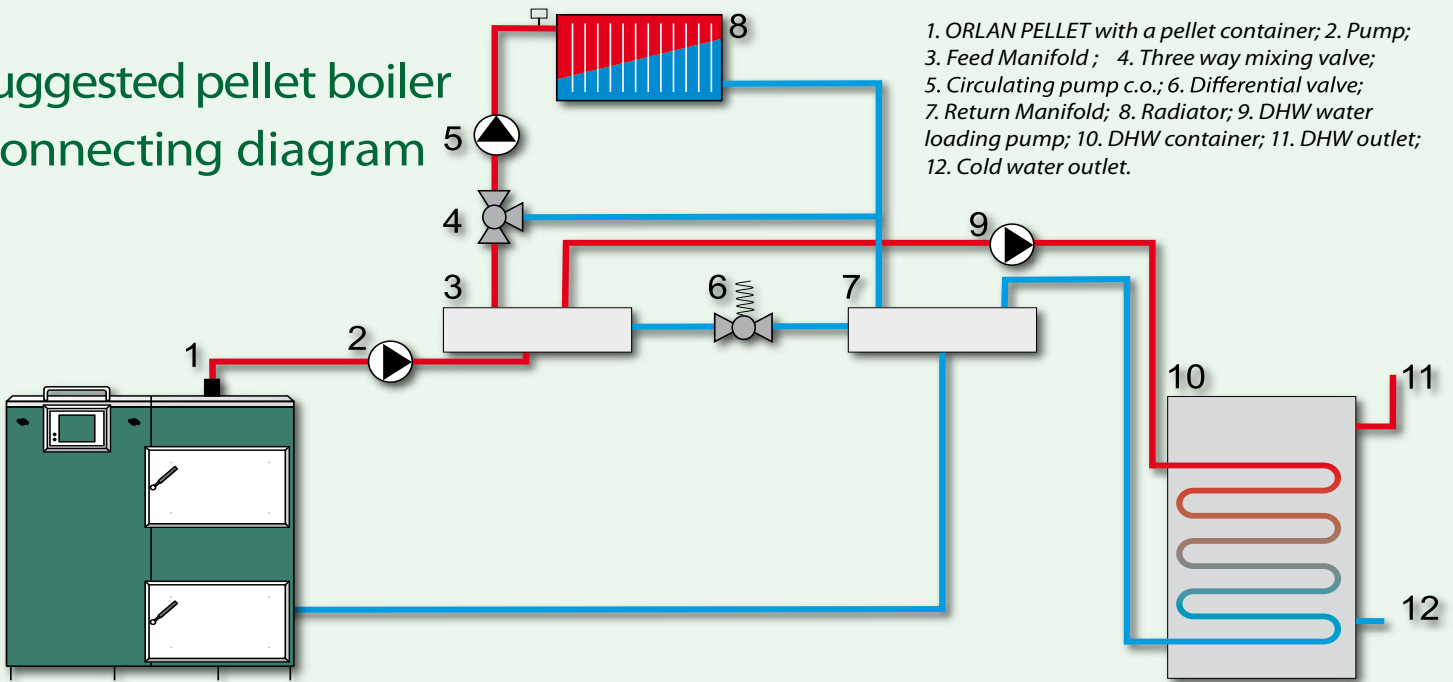 uggested pellet boiler
onnecting diagram
1. ORLAN PELLET with a pellet container; 2. Pump;
3. Feed Manifold ; 4. Three way mixing valve;
5. Circulating pump c.o.; 6. Differential valve;
7. Return Manifold; 8. Radiator; 9. DHW water
loading pump; 10. DHW container; 11. DHW outlet;
12. Cold water outlet.
8
5
4
9
3
6
7
2
1
10
11
12